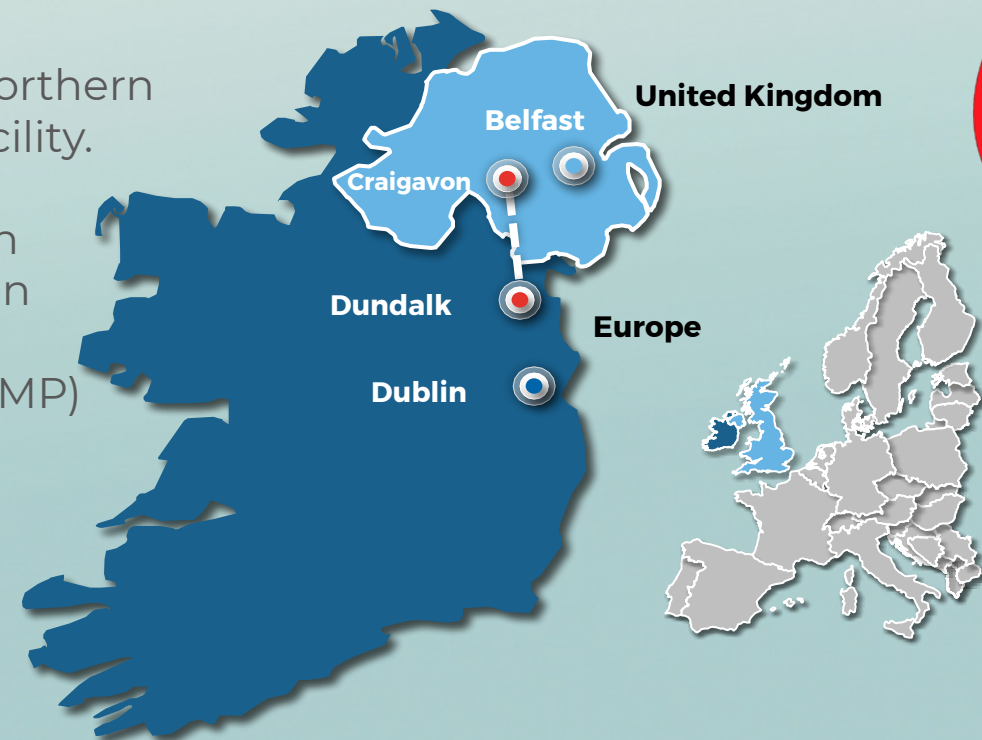 orthern
cility.
n
n
MP)
United Kingdom
Belfast
Craigavon
Dundalk
Europe
Dublin